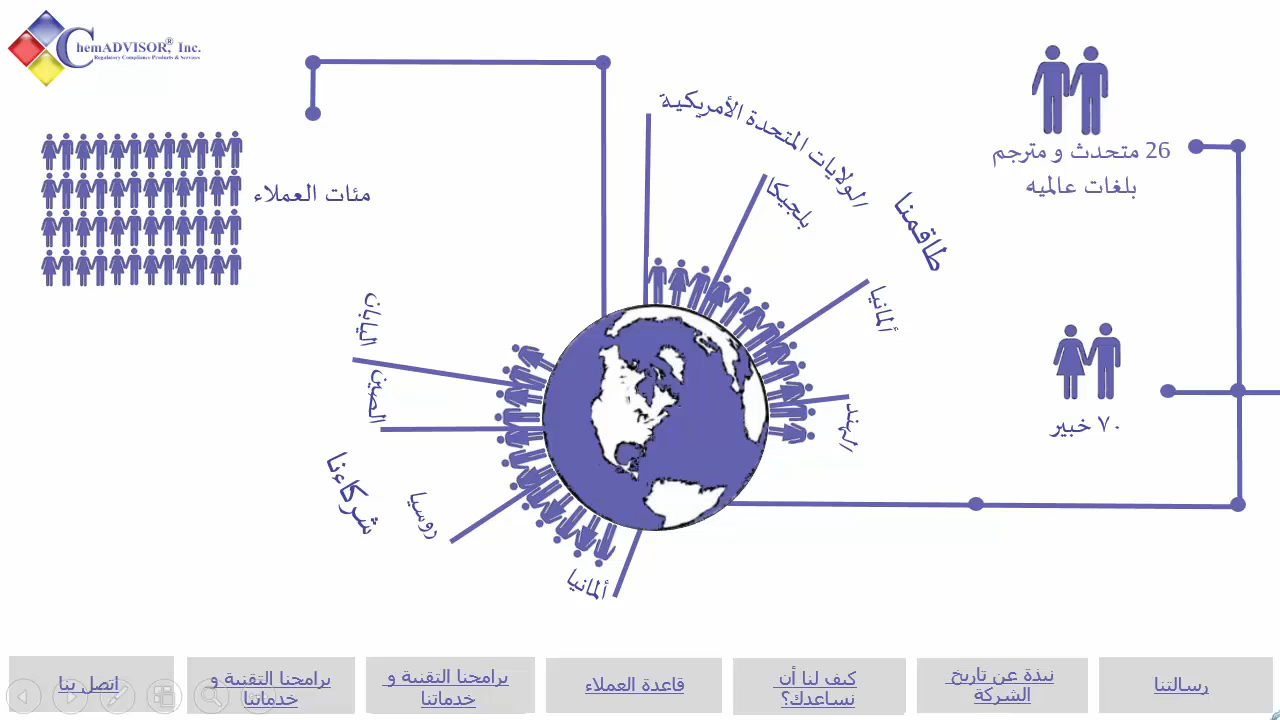 ChemADVISOR, Inc.®
Regulatory Compliance Products & Services
26 متحدث و مترجم
بلغات عالميه
مئات العملاء
الولايات المتحدة الأمريكية
بلجيكا
طاقمنا
ألمانيا
الهند
٧٠ خبير
اليابان
الصين
شركاءنا
روسيا
ألمانيا
رسالتنا
نبذة عن تاريخ
الشركة
كيف لنا أن
نساعدك؟
قاعدة العملاء
برامجنا التقنية و
خدماتنا
برامجنا التقنية و
خدماتنا
اتصل بنا